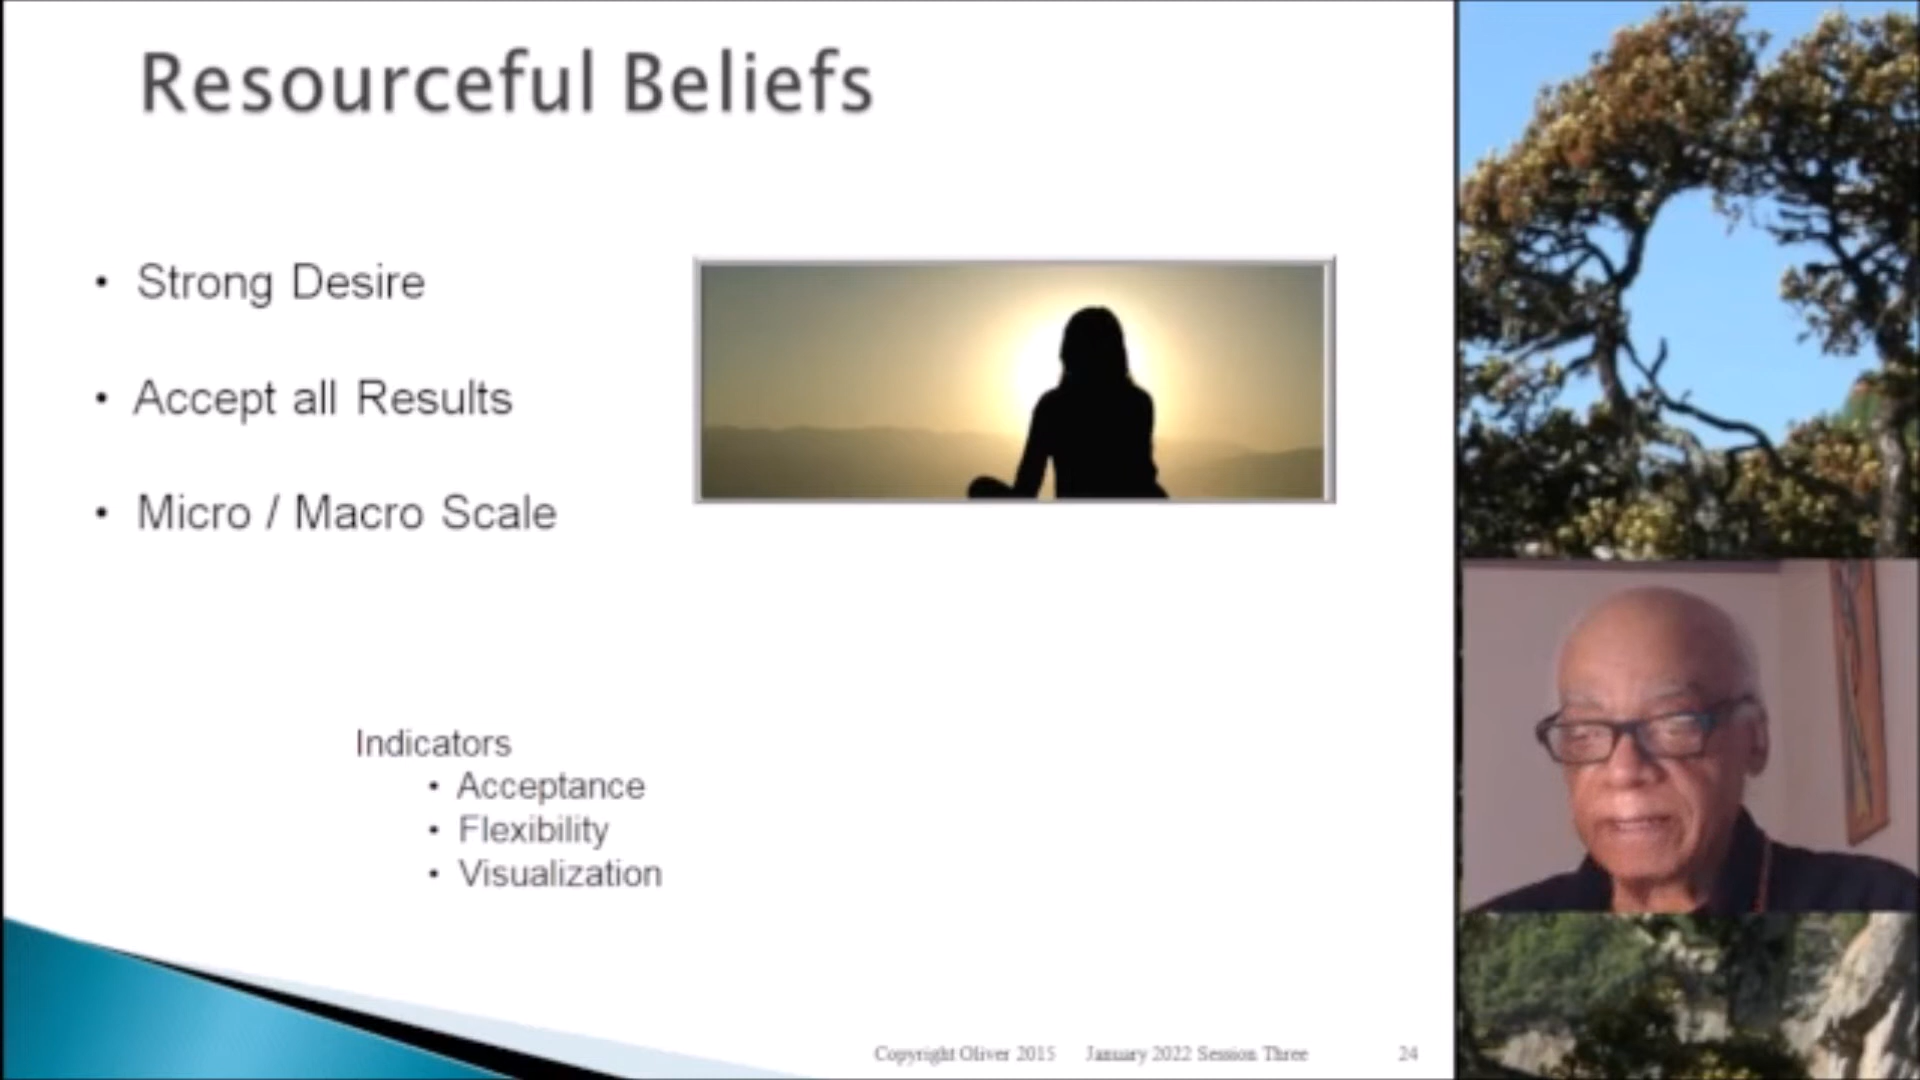 Resourceful Beliefs
• Strong Desire
• Accept all Results
• Micro / Macro Scale
Indicators
• Acceptance
• Flexibility
• Visualization
Copyright Oliver 2015 January 2022 Session Three 24